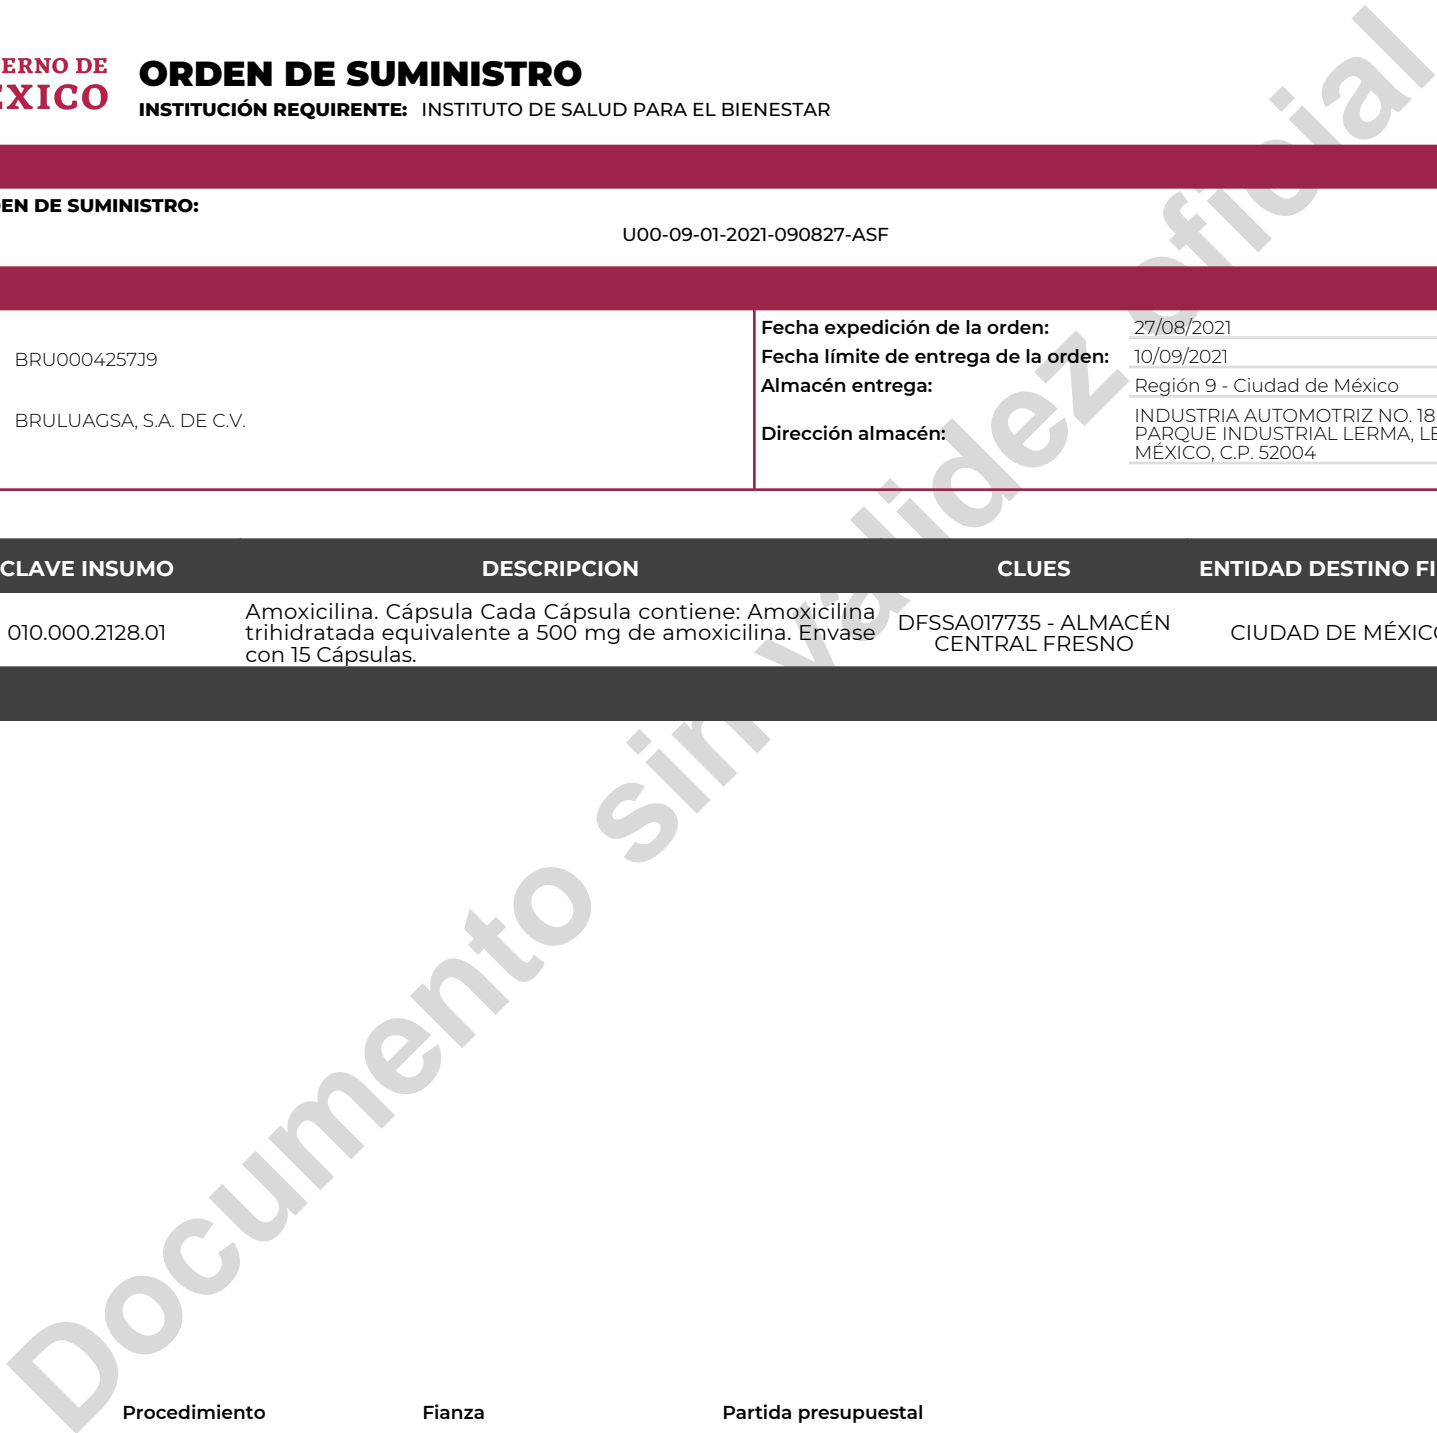 ERNO DE
XICO
ORDEN DE SUMINISTRO
INSTITUCIÓN REQUIRENTE: INSTITUTO DE SALUD PARA EL BIENESTAR
EN DE SUMINISTRO:
U00-09-01-2021-090827-ASF
BRU0004257J9
BRULUAGSA, S.A. DE C.V.
Fecha expedición de la orden: 27/08/2021
Fecha límite de entrega de la orden: 10/09/2021
Almacén entrega: Región 9 - Ciudad de México
Dirección almacén:
INDUSTRIA AUTOMOTRIZ NO. 18
PARQUE INDUSTRIAL LERMA, LE
MÉXICO, C.P. 52004
CLAVE INSUMO DESCRIPCION CLUES ENTIDAD DESTINO FI
010.000.2128.01
Amoxicilina. Cápsula Cada Cápsula contiene: Amoxicilina
trihidratada equivalente a 500 mg de amoxicilina. Envase
con 15 Cápsulas.
DFSSA017735 - ALMACÉN
CENTRAL FRESNO
CIUDAD DE MÉXICO
Documento sin validez oficial
Procedimiento Fianza Partida presupuestal